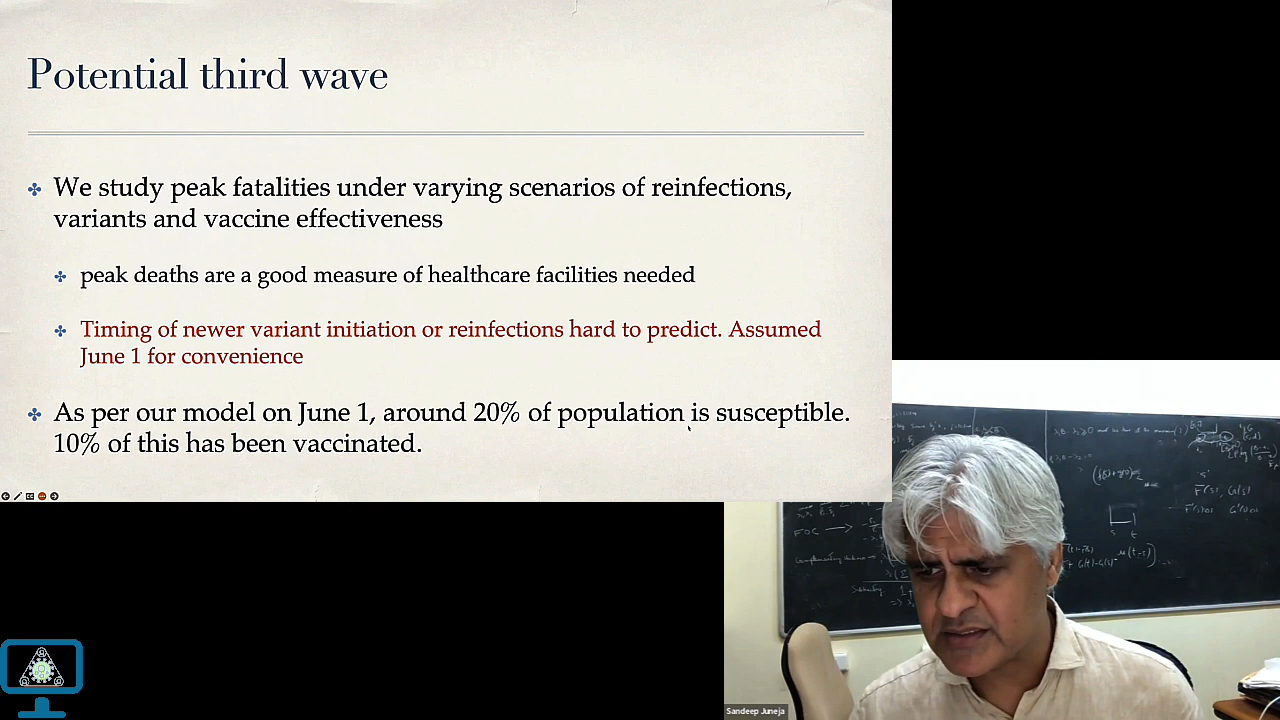 Potential third wave
We study peak fatalities under varying scenarios of reinfections,
variants and vaccine effectiveness
peak deaths are a good measure of healthcare facilities needed
Timing of newer variant initiation or reinfections hard to predict. Assumed
June 1 for convenience
As per our model on June 1, around 20% of population is susceptible.
10% of this has been vaccinated.
FOC
Sandeep Juneja